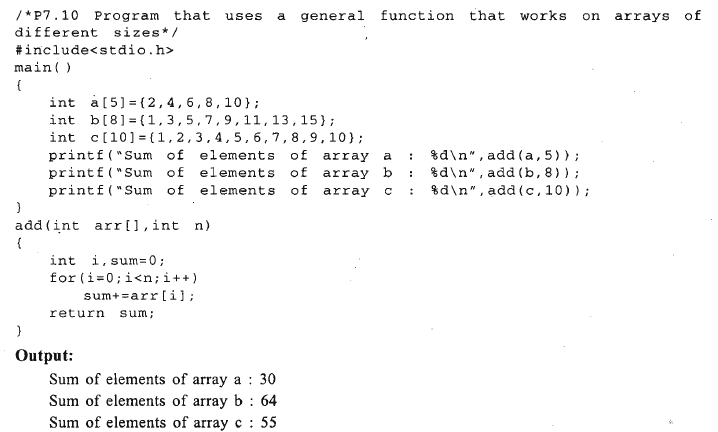 /*P7.10 Program that uses a general function that works on arrays of
different sizes*/
#include<stdio.h>
main( )
{
int a[5]={2,4,6,8,10};
int b[8]={1,3,5,7,9,11,13,15};
int c[10]={1,2,3,4,5,6,7,8,9,10};
printf("Sum of elements of array a : %d\n",add(a,5));
printf("Sum of elements of array b : %d\n",add(b,8));
printf("Sum of elements of array c : %d\n",add(c,10));
}
add(int arr[],int n)
{
int i,sum=0;
for(i=0;i<n;i++)
sum+=arr[i];
return sum;
}
Output:
Sum of elements of array a : 30
Sum of elements of array b : 64
Sum of elements of array c : 55